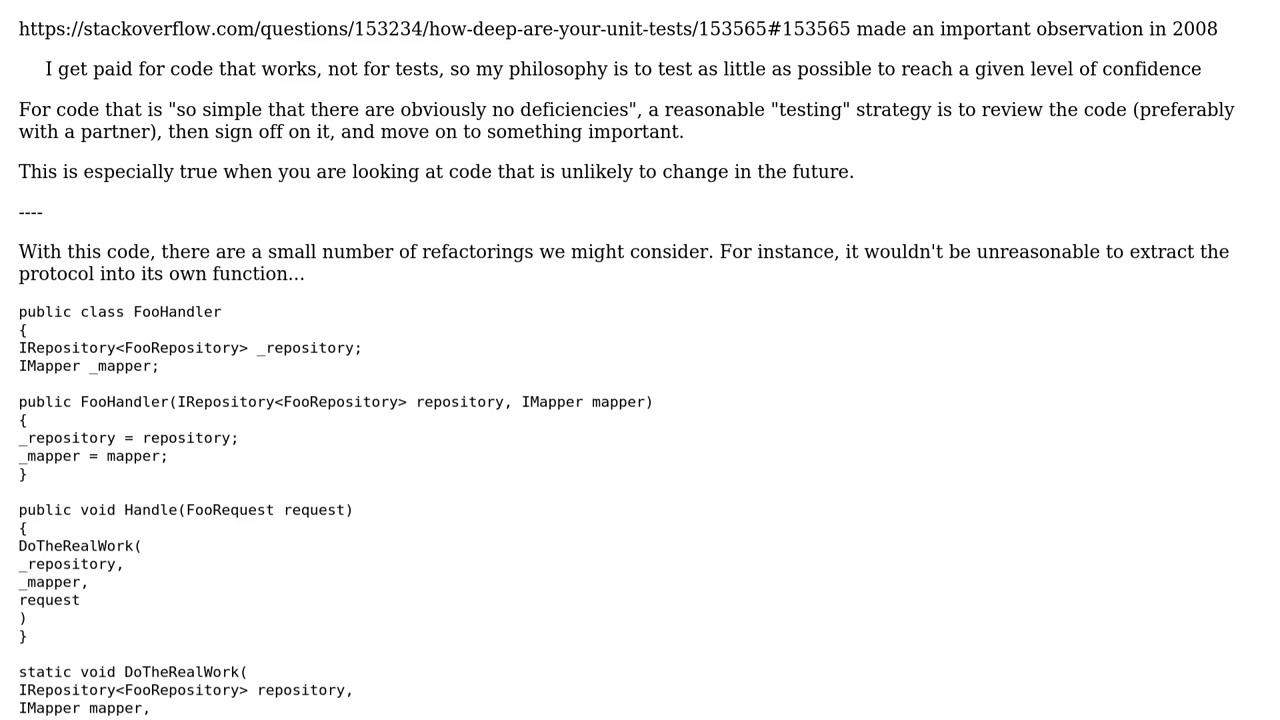 https://stackoverflow.com/questions/153234/how-deep-are-your-unit-tests/153565#153565 made an important observation in 2008
I get paid for code that works, not for tests, so my philosophy is to test as little as possible to reach a given level of confidence
For code that is "so simple that there are obviously no deficiencies", a reasonable "testing" strategy is to review the code (preferably
with a partner), then sign off on it, and move on to something important.
This is especially true when you are looking at code that is unlikely to change in the future.
----
With this code, there are a small number of refactorings we might consider. For instance, it wouldn't be unreasonable to extract the
protocol into its own function...
public class FooHandler
{
IRepository<FooRepository> _repository;
IMapper _mapper;
public FooHandler(IRepository<FooRepository> repository, IMapper mapper)
{
_repository = repository;
_mapper = mapper;
}
public void Handle(FooRequest request)
{
DoTheRealWork(
_repository,
_mapper,
request
)
}
static void DoTheRealWork(
IRepository<FooRepository> repository,
IMapper mapper,